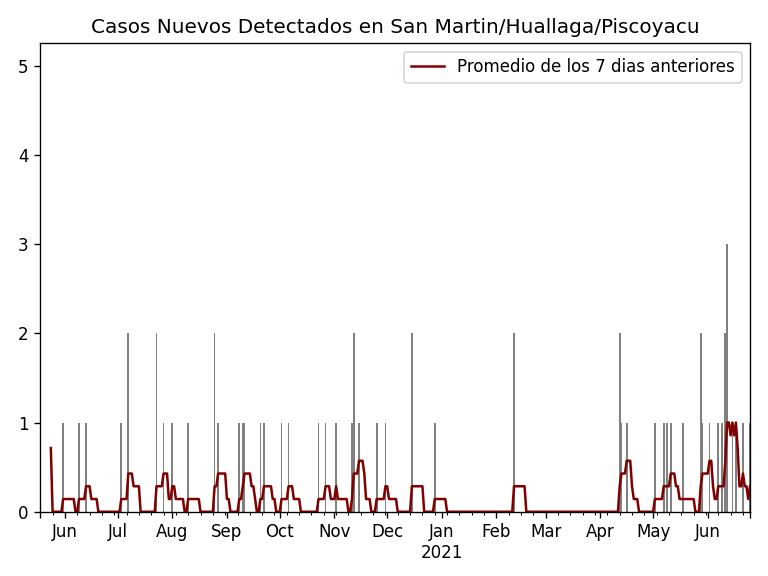 Casos Nuevos Detectados en San Martin/Huallaga/Piscoyacu
Promedio de los 7 dias anteriores
5
4
3
2
1
0
Jun Jul Aug Sep Oct Nov Dec Jan Feb Mar Apr May Jun
2021